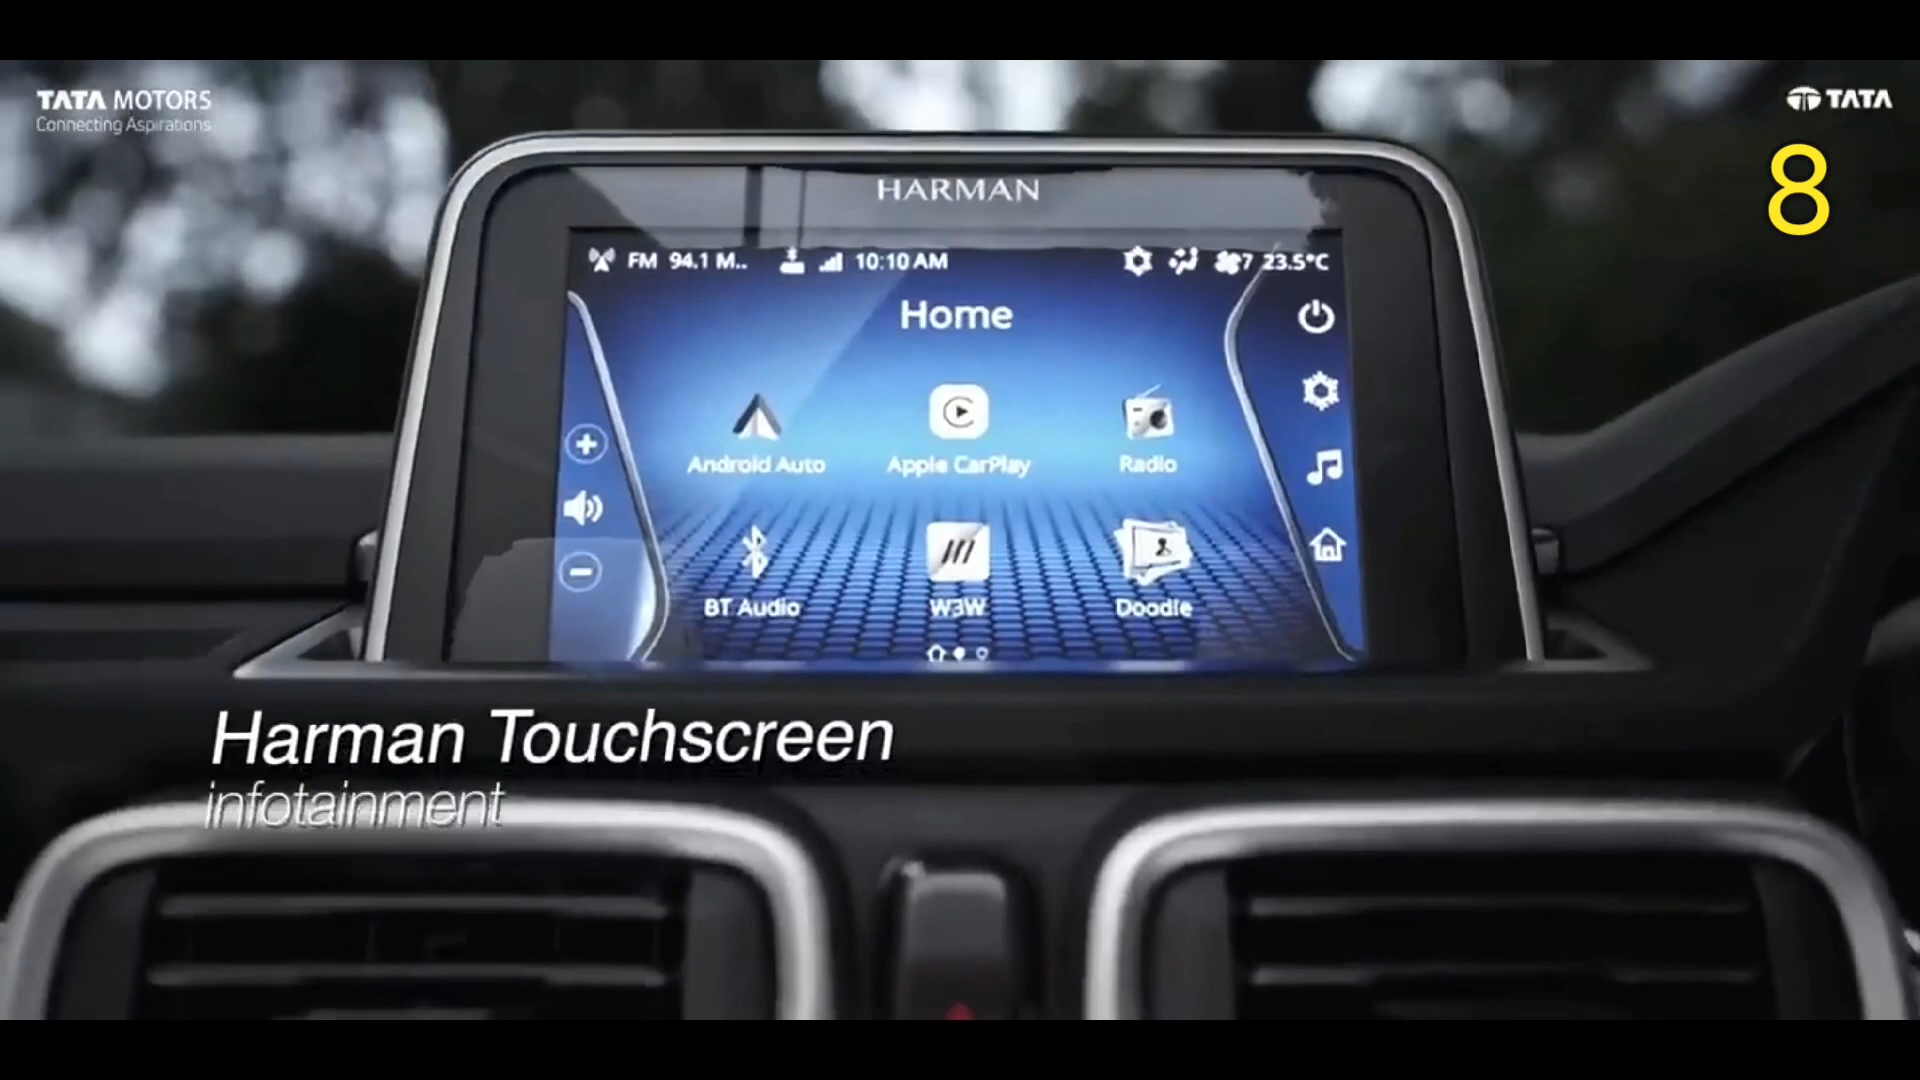 TATA MOTORS
Connecting Aspirations
TATA
8
HARMAN
FM 94.1 M.. 10:10 AM 7 23.5°C
Home
Android Auto Apple CarPlay Radio
BT Audio W3W Doodle
Harman Touchscreen
infotainment